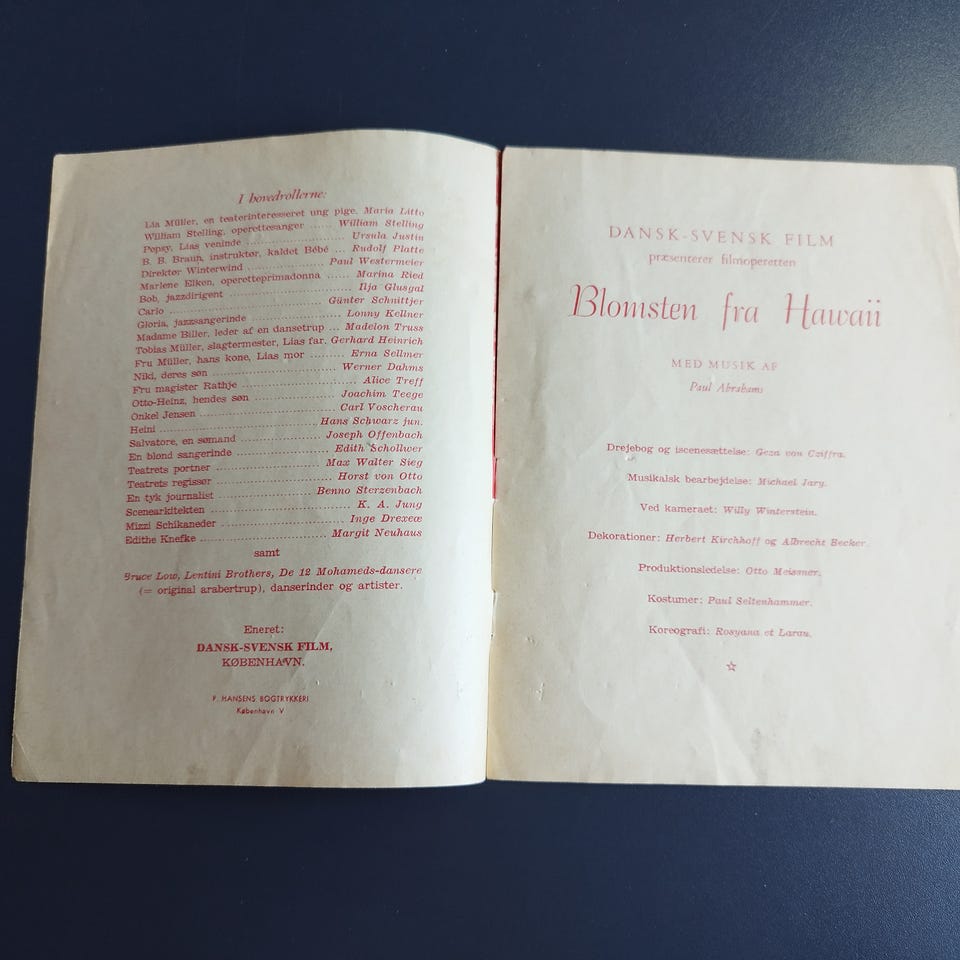 I hovedrollerne:
Lia Müller, en teaterinteresseret ung pige. Maria Litto
William Stelling, operettesanger ..... William Stelling
Pepsy, Lias veninde ..... Ursula Justin
B. B. Braun, instruktør, kaldet Bébé ... Rudolf Platte
Direktør Winterwind ..... Paul Westermeier
Marlene Elken, operetteprimadonna ...... Marina Ried
Bob, jazzdirigent ..... Ilja Glusgal
Carlo ..... Günter Schnittjer
Gloria, jazzsangerinde ..... Lonny Kellner
Madame Biller, leder af en dansetrup ... Madelon Truss
Tobias Müller, slagtermester, Lias far. Gerhard Heinrich
Fru Müller, hans kone, Lias mor ..... Erna Sellmer
Niki, deres søn ..... Werner Dahms
Fru magister Rathje ..... Alice Treff
Otto-Heinz, hendes søn ..... Joachim Teege
Onkel Jensen ..... Carl Voscherau
Heini ..... Hans Schwarz jun.
Salvatore, en sømand ..... Joseph Offenbach
En blond sangerinde ..... Edith Schollwer
Teatrets portner ..... Max Walter Sieg
Teatrets regissør ..... Horst von Otto
En tyk journalist ..... Benno Sterzenbach
Scenearkitekten ..... K. A. Jung
Mizzi Schikaneder ..... Inge Drexeæ
Edithe Knefke ..... Margit Neuhaus
samt
Bruce Low, Lentini Brothers, De 12 Mohameds-dansere
(= original arabertrup), danserinder og artister.
Eneret:
DANSK-SVENSK FILM,
KØBENHAVN.
F. HANSENS BOGTRYKKERI
København V
DANSK-SVENSK FILM
præsenterer filmoperetten
Blomsten fra Hawaii
MED MUSIK AF
Paul Abrahams
Drejebog og iscenesættelse: Geza von Cziffra.
Musikalsk bearbejdelse: Michael Jary.
Ved kameraet: Willy Winterstein.
Dekorationer: Herbert Kirchhoff og Albrecht Becker.
Produktionsledelse: Otto Meissner.
Kostumer: Paul Seltenhammer.
Koreografi: Rosyana et Larau.